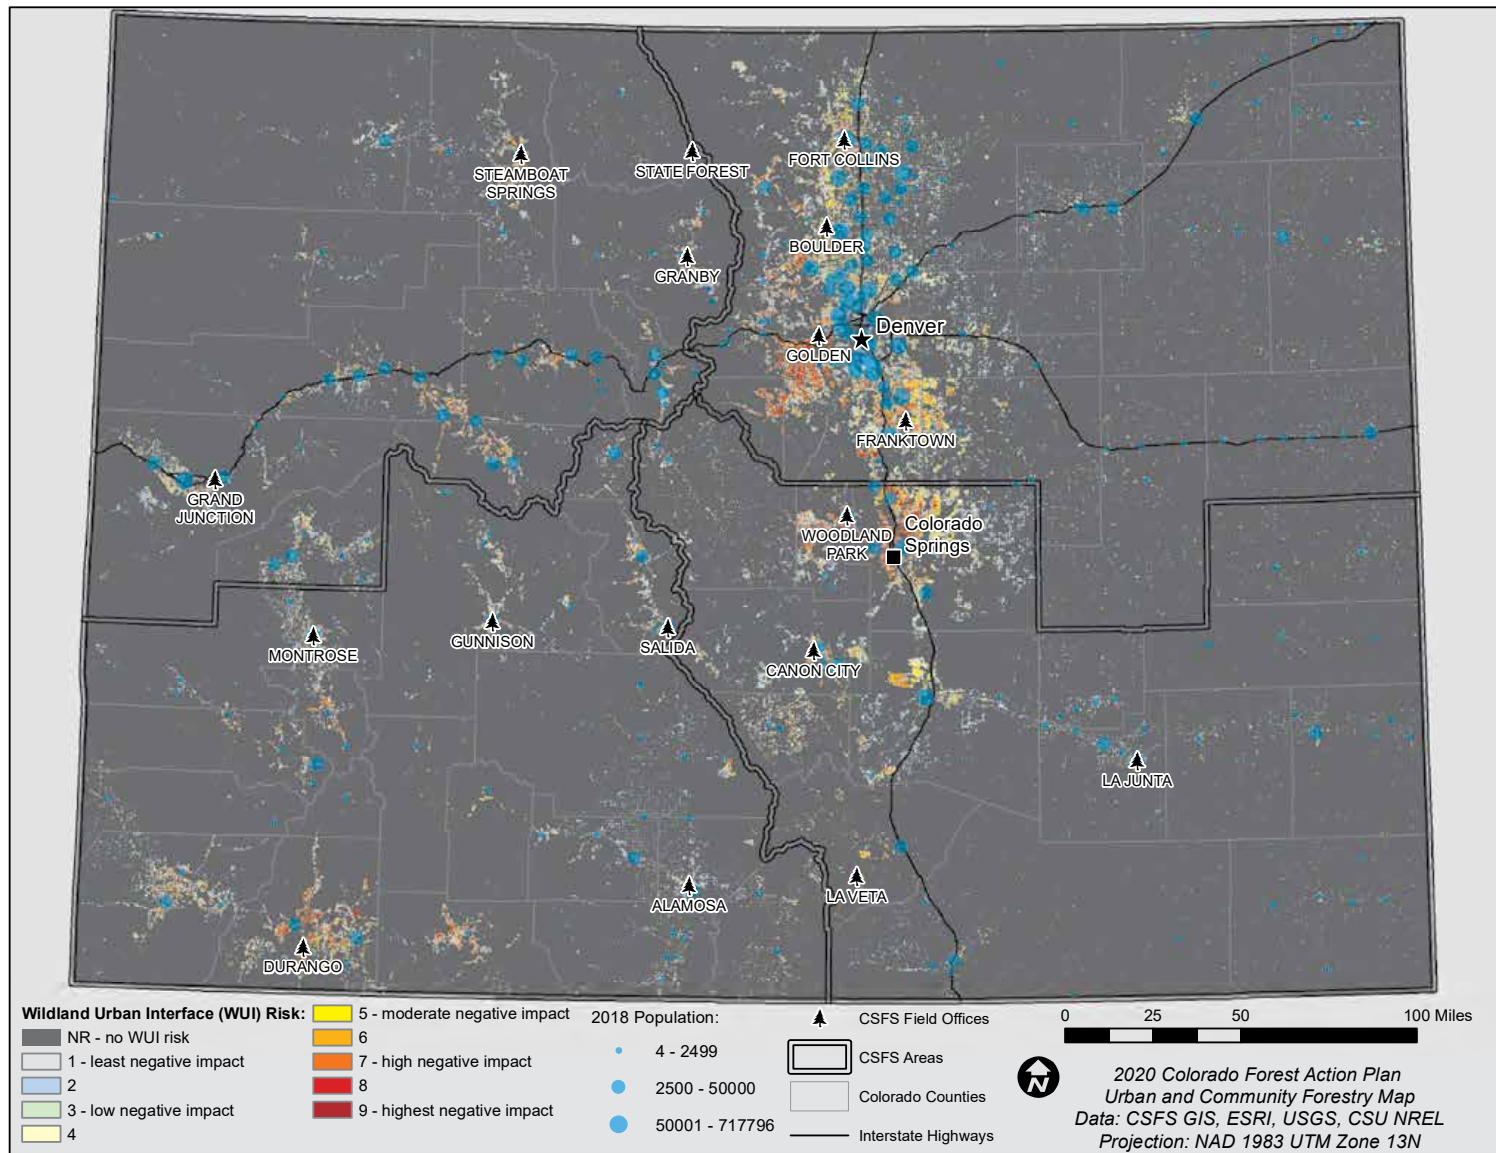 STEAMBOAT
SPRINGS
STATE FOREST
FORT COLLINS
BOULDER
GRANBY
Denver
GOLDEN
FRANKTOWN
GRAND
JUNCTION
WOODLAND
PARK
Colorado
Springs
MONTROSE
GUNNISON
SALIDA
CANON CITY
LA JUNTA
ALAMOSA
LA VETA
DURANGO
Wildland Urban Interface (WUI) Risk:
NR - no WUI risk
1 - least negative impact
2
3 - low negative impact
4
5 - moderate negative impact
6
7 - high negative impact
8
9 - highest negative impact
2018 Population:
4 - 2499
2500 - 50000
50001 - 717796
CSFS Field Offices
CSFS Areas
Colorado Counties
Interstate Highways
0 25 50 100 Miles
N
2020 Colorado Forest Action Plan
Urban and Community Forestry Map
Data: CSFS GIS, ESRI, USGS, CSU NREL
Projection: NAD 1983 UTM Zone 13N